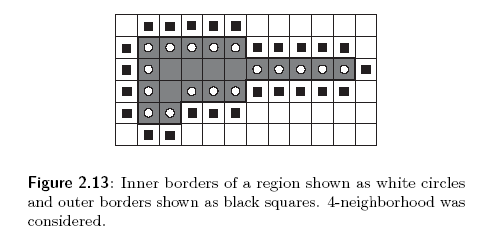 Figure 2.13: Inner borders of a region shown as white circles
and outer borders shown as black squares. 4-neighborhood was
considered.